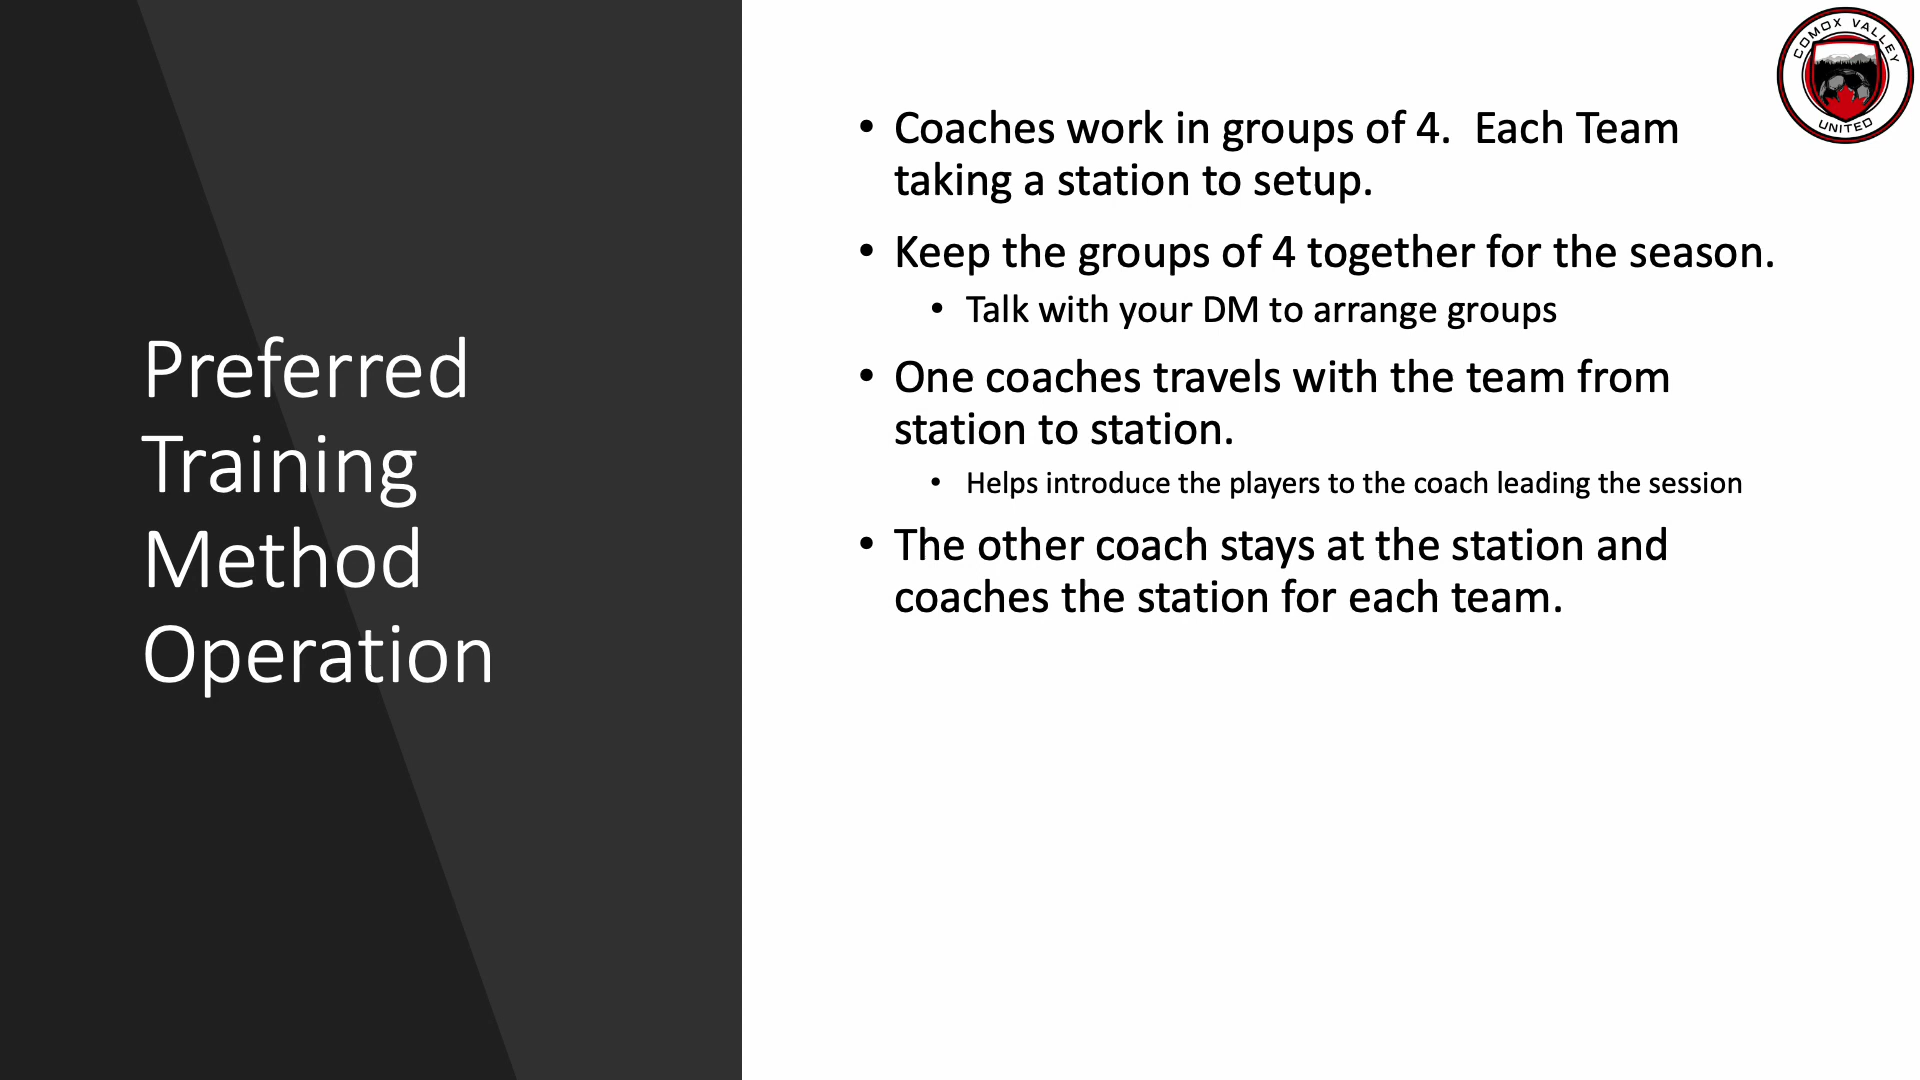 Preferred
Training
Method
Operation
• Coaches work in groups of 4.  Each Team
taking a station to setup.
• Keep the groups of 4 together for the season.
• Talk with your DM to arrange groups
• One coaches travels with the team from
station to station.
• Helps introduce the players to the coach leading the session
• The other coach stays at the station and
coaches the station for each team.
COMOX VALLEY
UNITED